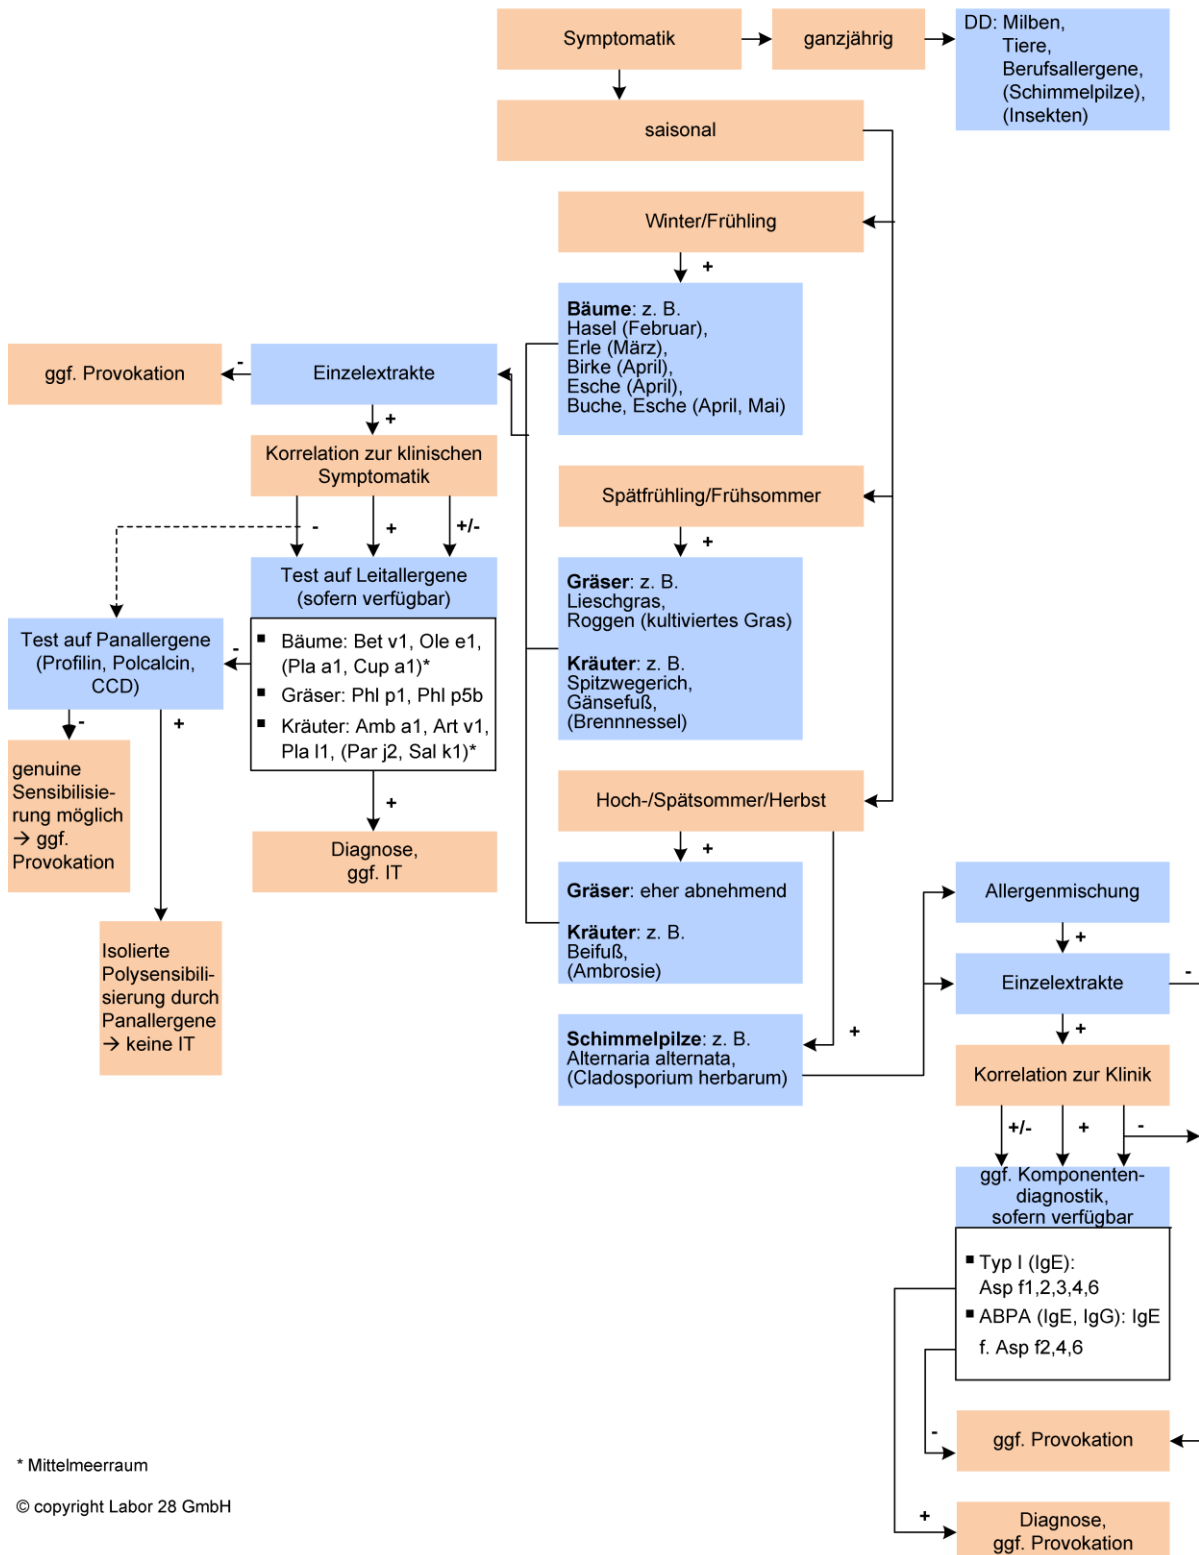 Symptomatik
ganzjährig
DD: Milben,
Tiere,
Berufsallergene,
(Schimmelpilze),
(Insekten)
saisonal
Winter/Frühling
+
Bäume: z. B.
Hasel (Februar),
Erle (März),
Birke (April),
Esche (April),
Buche, Esche (April, Mai)
ggf. Provokation
-
Einzelextrakte
+
Korrelation zur klinischen
Symptomatik
-
+
+/-
Spätfrühling/Frühsommer
+
Gräser: z. B.
Lieschgras,
Roggen (kultiviertes Gras)
Kräuter: z. B.
Spitzwegerich,
Gänsefuß,
(Brennnessel)
Test auf Leitallergene
(sofern verfügbar)
▪ Bäume: Bet v1, Ole e1,
(Pla a1, Cup a1)*
▪ Gräser: Phl p1, Phl p5b
▪ Kräuter: Amb a1, Art v1,
Pla l1, (Par j2, Sal k1)*
-
Test auf Panallergene
(Profilin, Polcalcin,
CCD)
-
+
genuine
Sensibilisie-
rung möglich
→ ggf.
Provokation
+
Diagnose,
ggf. IT
Isolierte
Polysensibili-
sierung durch
Panallergene
→ keine IT
Hoch-/Spätsommer/Herbst
+
Gräser: eher abnehmend
Kräuter: z. B.
Beifuß,
(Ambrosie)
+
Schimmelpilze: z. B.
Alternaria alternata,
(Cladosporium herbarum)
Allergenmischung
+
Einzelextrakte
-
+
Korrelation zur Klinik
+/-
+
-
ggf. Komponenten-
diagnostik,
sofern verfügbar
▪ Typ I (IgE):
Asp f1,2,3,4,6
▪ ABPA (IgE, IgG): IgE
f. Asp f2,4,6
-
ggf. Provokation
+
Diagnose,
ggf. Provokation
* Mittelmeerraum
© copyright Labor 28 GmbH